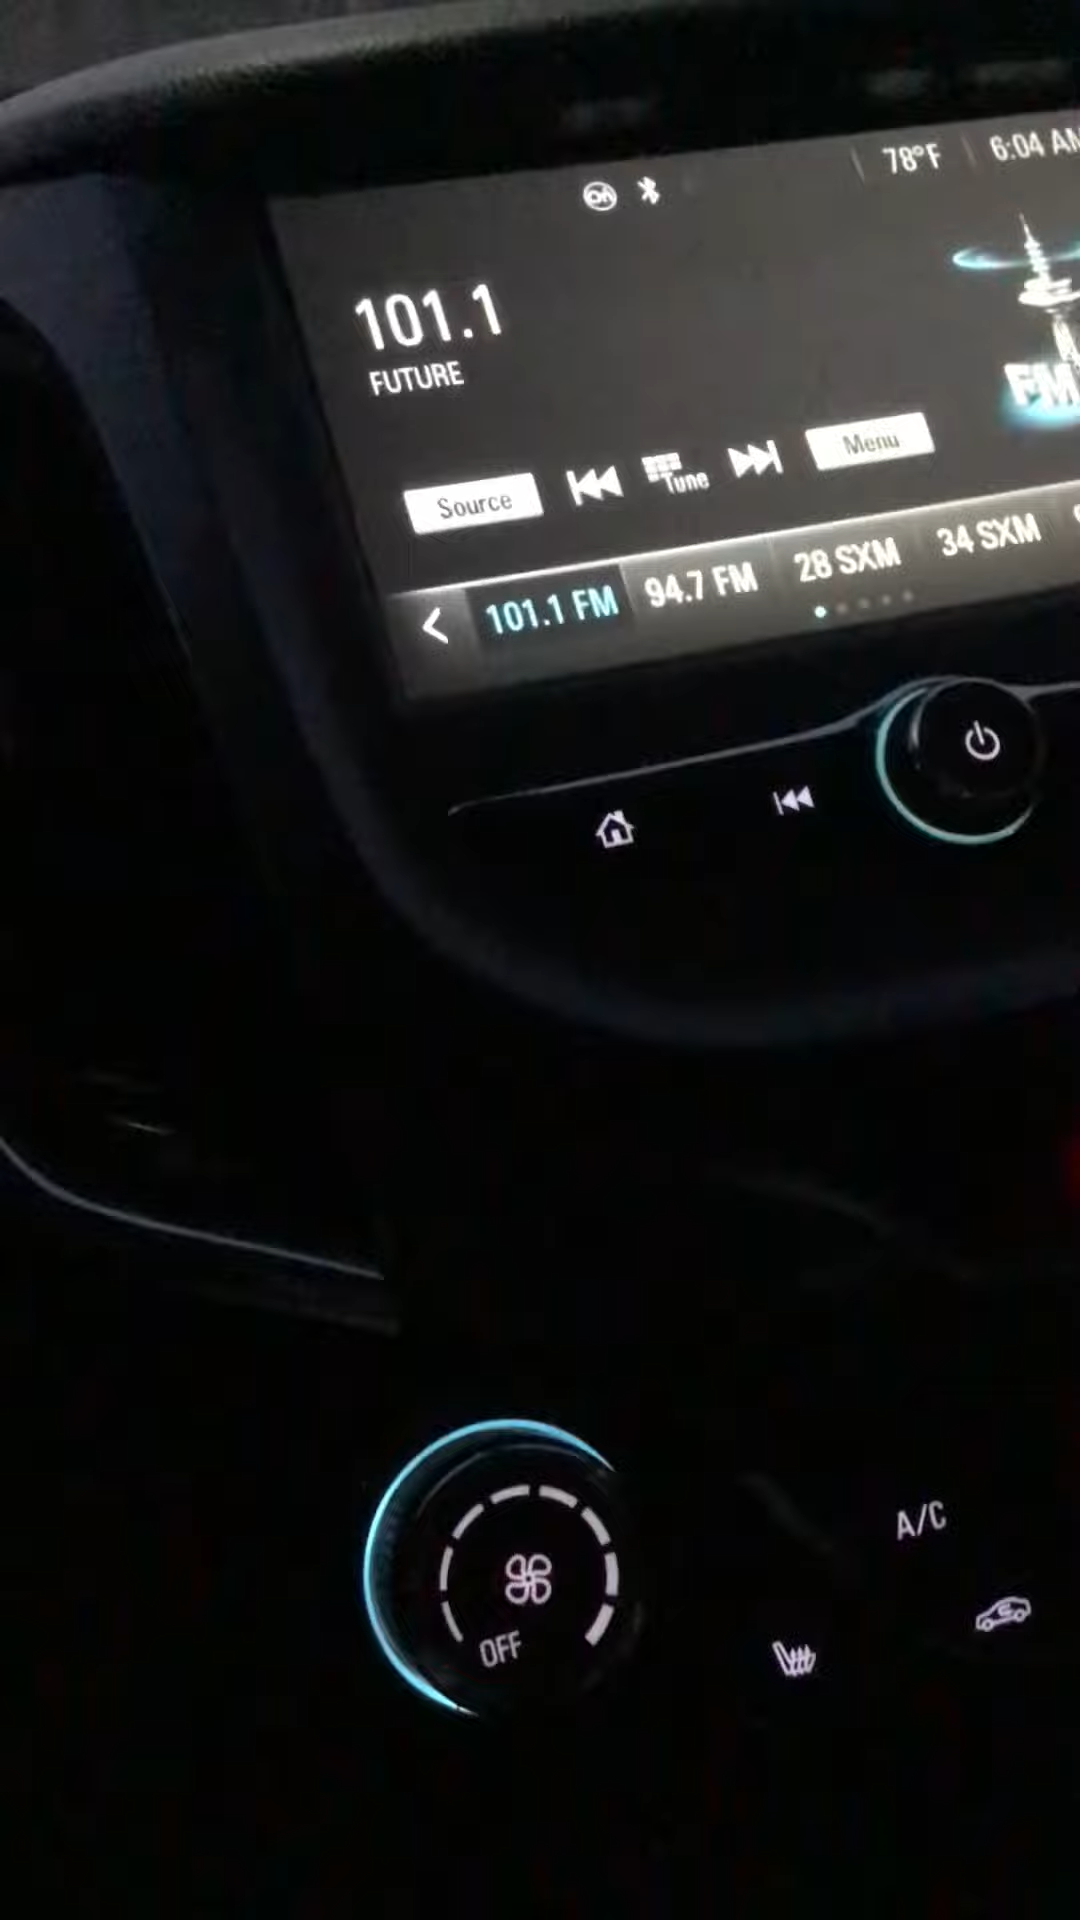 78°F 6:04 AM
101.1
FUTURE
FM
Source Tune Menu
101.1 FM 94.7 FM 28 SXM 34 SXM
A/C
OFF